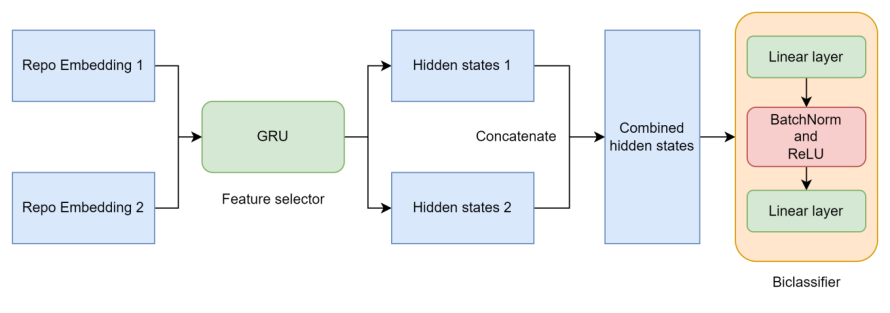 Repo Embedding 1
Repo Embedding 2
GRU
Feature selector
Hidden states 1
Hidden states 2
Concatenate
Combined
hidden states
Linear layer
BatchNorm
and
ReLU
Linear layer
Biclassifier